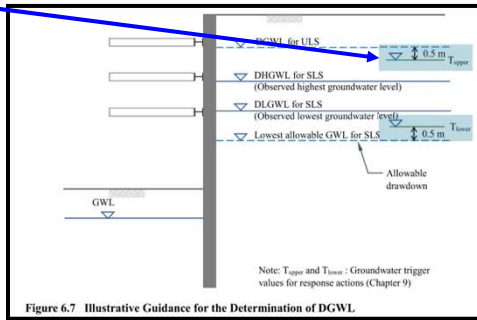 DGWL for ULS
0.5 m
Tupper
DHGWL for SLS
(Observed highest groundwater level)
DLGWL for SLS
(Observed lowest groundwater level)
Tlower
Lowest allowable GWL for SLS
0.5 m
Allowable
drawdown
GWL
Note: Tupper and Tlower : Groundwater trigger
values for response actions (Chapter 9)
Figure 6.7 Illustrative Guidance for the Determination of DGWL